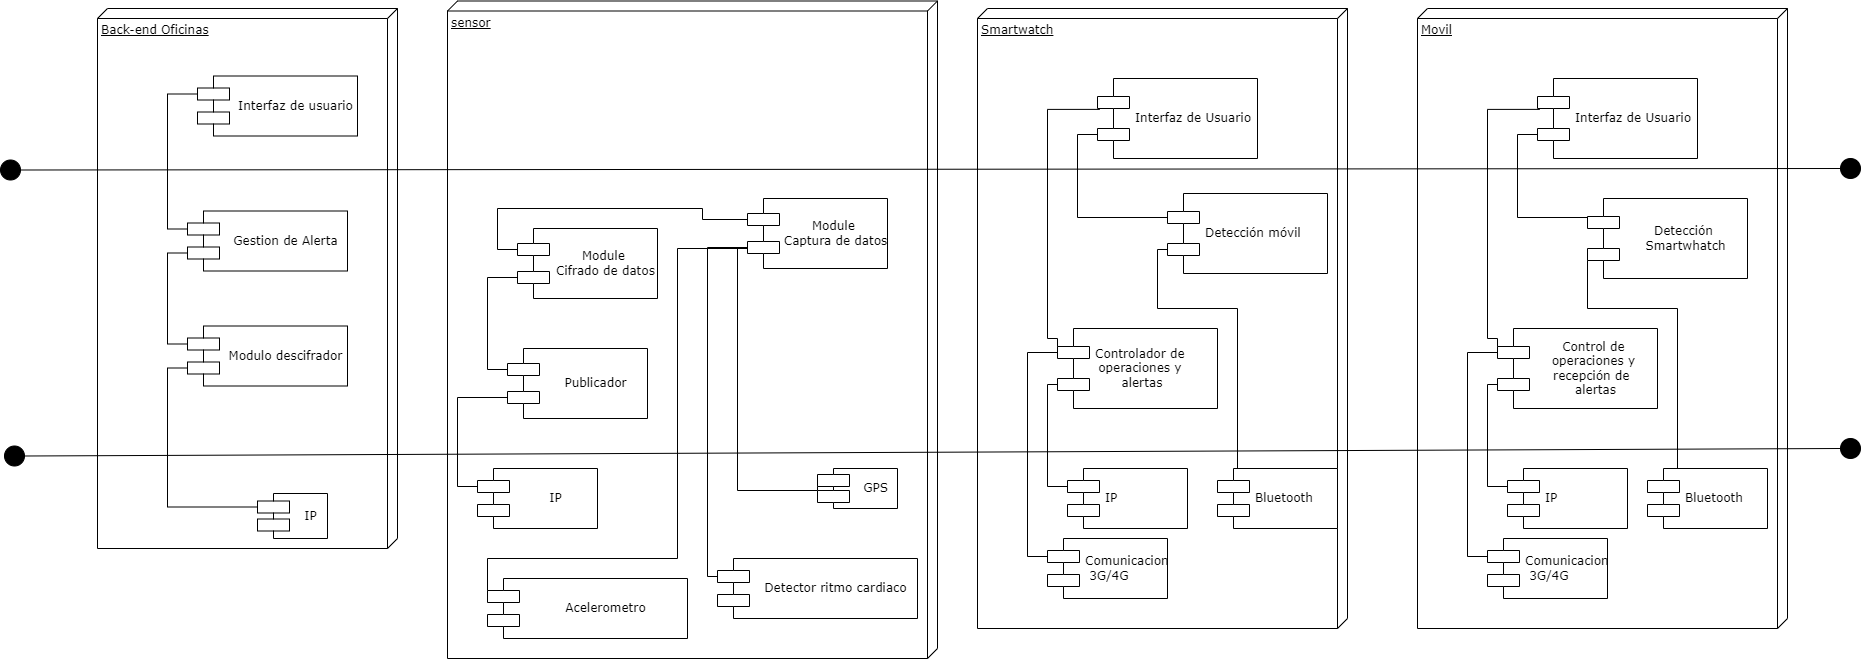 Back-end Oficinas
Interfaz de usuario
Gestion de Alerta
Modulo descifrador
IP
sensor
Module
Captura de datos
Module
Cifrado de datos
Publicador
IP
GPS
Acelerometro
Detector ritmo cardiaco
Smartwatch
Interfaz de Usuario
Detección móvil
Controlador de
operaciones y
alertas
IP
Bluetooth
Comunicacion
3G/4G
Movil
Interfaz de Usuario
Detección
Smartwhatch
Control de
operaciones y
recepción de
alertas
IP
Bluetooth
Comunicacion
3G/4G